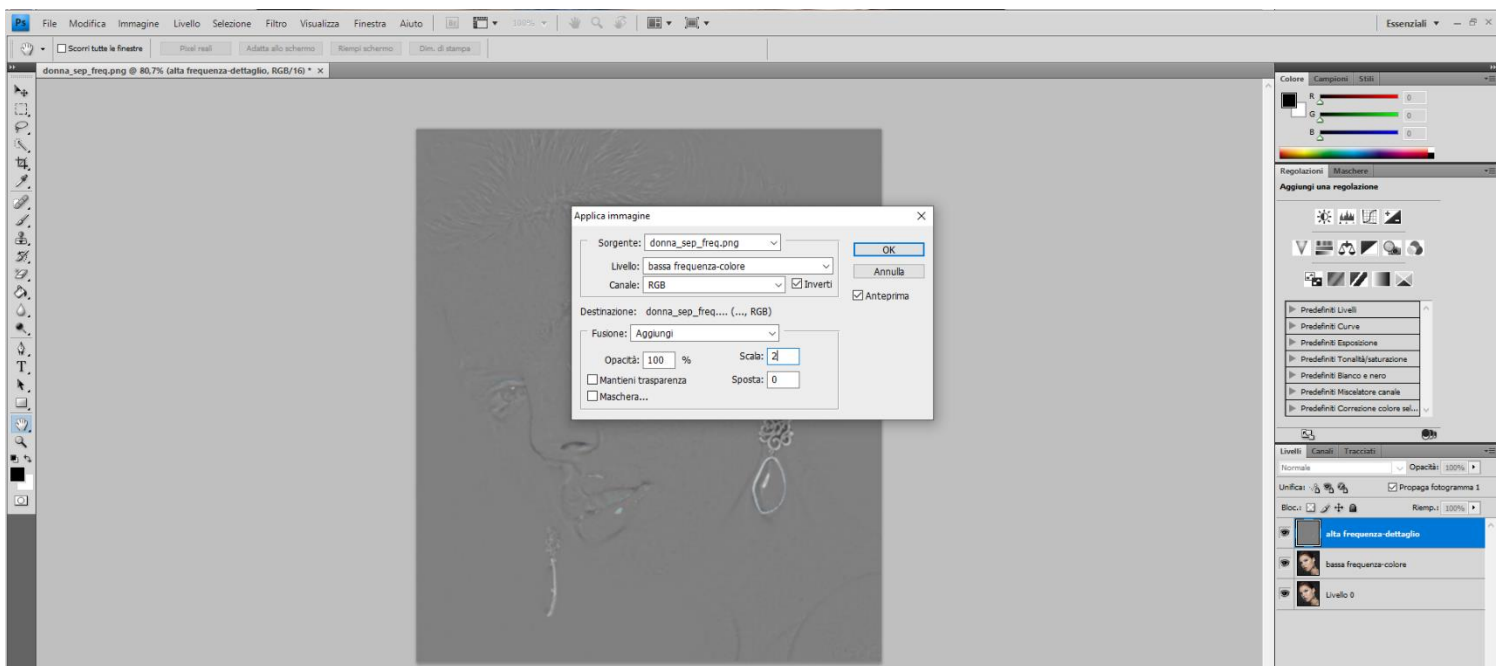 Ps File Modifica Immagine Livello Selezione Filtro Visualizza Finestra Aiuto Br 100% Essenziali
Scorri tutte le finestre Pixel reali Adatta allo schermo Riempi schermo Dim. di stampa
donna_sep_freq.png @ 80,7% (alta frequenza-dettaglio, RGB/16) * ×
Applica immagine
Sorgente: donna_sep_freq.png
OK
Livello: bassa frequenza-colore
Annulla
Canale: RGB Inverti
Anteprima
Destinazione: donna_sep_freq.... (..., RGB)
Fusione: Aggiungi
Opacità: 100 % Scala: 2
Mantieni trasparenza Sposta: 0
Maschera...
Colore Campioni Stili
R 0
G 0
B 0
Regolazioni Maschere
Aggiungi una regolazione
Predefiniti Livelli
Predefiniti Curve
Predefiniti Esposizione
Predefiniti Tonalità/saturazione
Predefiniti Bianco e nero
Predefiniti Miscelatore canale
Predefiniti Correzione colore sel...
Livelli Canali Tracciati
Normale Opacità: 100%
Unifica: Propaga fotogramma 1
Bloc.: Riemp.: 100%
alta frequenza-dettaglio
bassa frequenza-colore
Livello 0